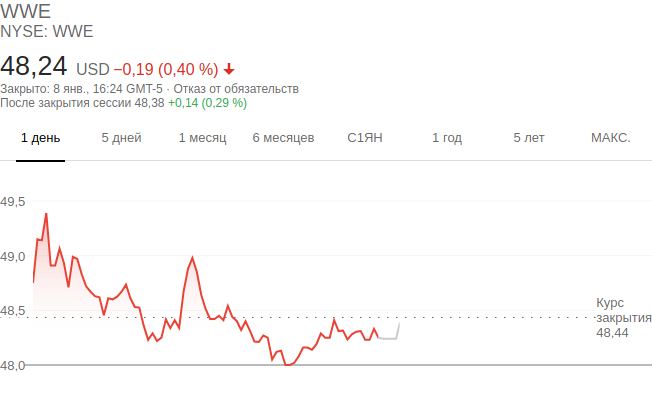 WWE
NYSE: WWE
48,24 USD −0,19 (0,40 %)
Закрыто: 8 янв., 16:24 GMT-5 · Отказ от обязательств
После закрытия сессии 48,38 +0,14 (0,29 %)
1 день 5 дней 1 месяц 6 месяцев С1ЯН 1 год 5 лет МАКС.
49,5
49,0
48,5
Курс
закрытия
48,44
48,0